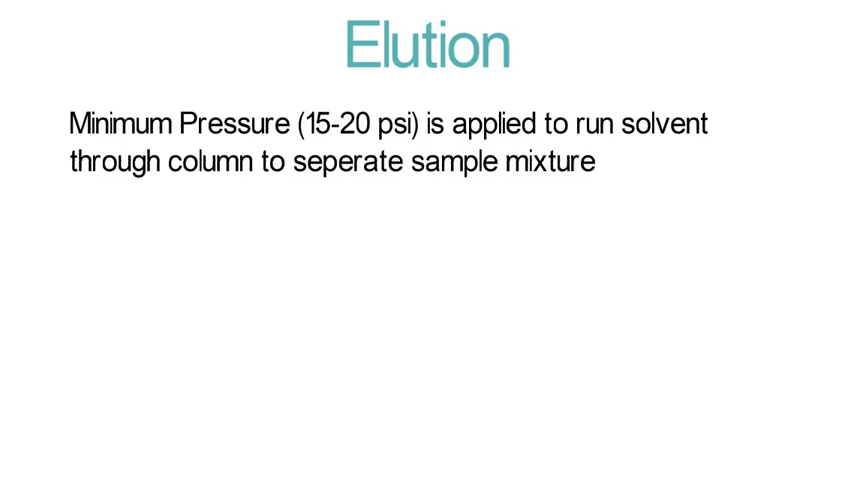 Elution
Minimum Pressure (15-20 psi) is applied to run solvent
through column to seperate sample mixture